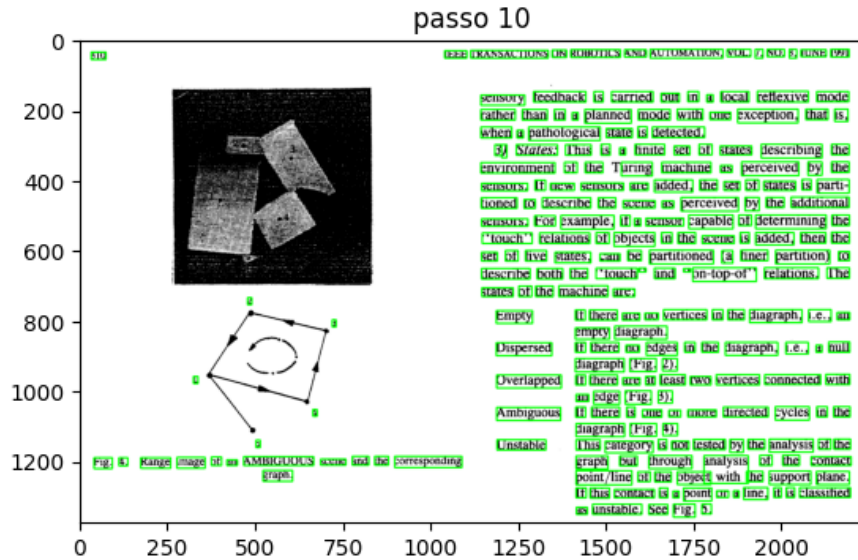 passo 10
310
IEEE TRANSACTIONS ON ROBOTICS AND AUTOMATION, VOL. 7, NO. 3, JUNE 1991
sensory feedback is carried out in a local reflexive mode
rather than in a planned mode with one exception, that is,
when a pathological state is detected.
3) States: This is a finite set of states describing the
environment of the Turing machine as perceived by the
sensors. If new sensors are added, the set of states is parti-
tioned to describe the scene as perceived by the additional
sensors. For example, if a sensor capable of determining the
"touch" relations of objects in the scene is added, then the
set of five states, can be partitioned (a finer partition) to
describe both the "touch" and "on-top-of" relations. The
states of the machine are:
Empty If there are no vertices in the diagraph, i.e., an
empty diagraph.
Dispersed If there no edges in the diagraph, i.e., a null
diagraph (Fig. 2).
Overlapped If there are at least two vertices connected with
an edge (Fig. 3).
Ambiguous If there is one or more directed cycles in the
diagraph (Fig. 4).
Unstable This category is not tested by the analysis of the
graph but through analysis of the contact
point/line of the object with the support plane.
If this contact is a point or a line, it is classified
as unstable. See Fig. 5.
Fig. 4. Range image of an AMBIGUOUS scene and the corresponding
graph.
0
200
400
600
800
1000
1200
0 250 500 750 1000 1250 1500 1750 2000